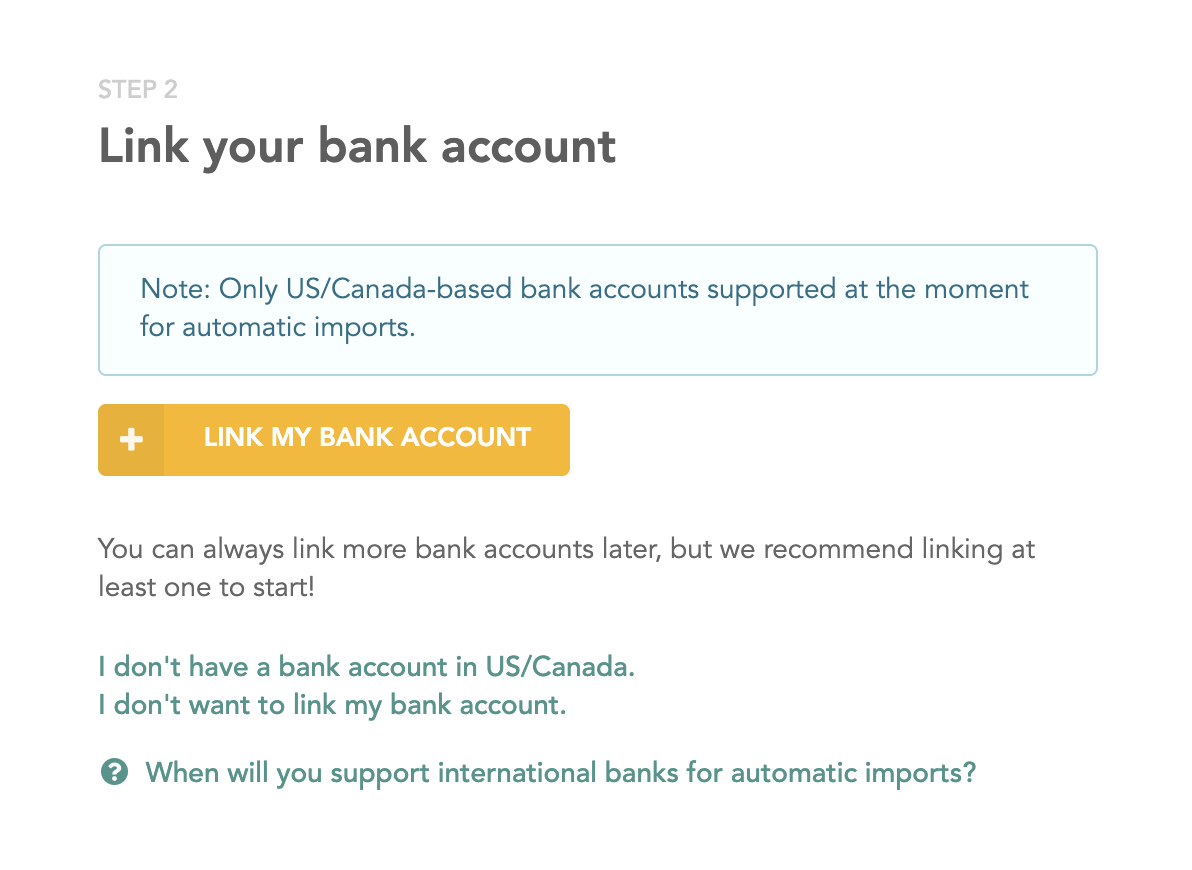 STEP 2
Link your bank account
Note: Only US/Canada-based bank accounts supported at the moment
for automatic imports.
LINK MY BANK ACCOUNT
You can always link more bank accounts later, but we recommend linking at
least one to start!
I don't have a bank account in US/Canada.
I don't want to link my bank account.
When will you support international banks for automatic imports?